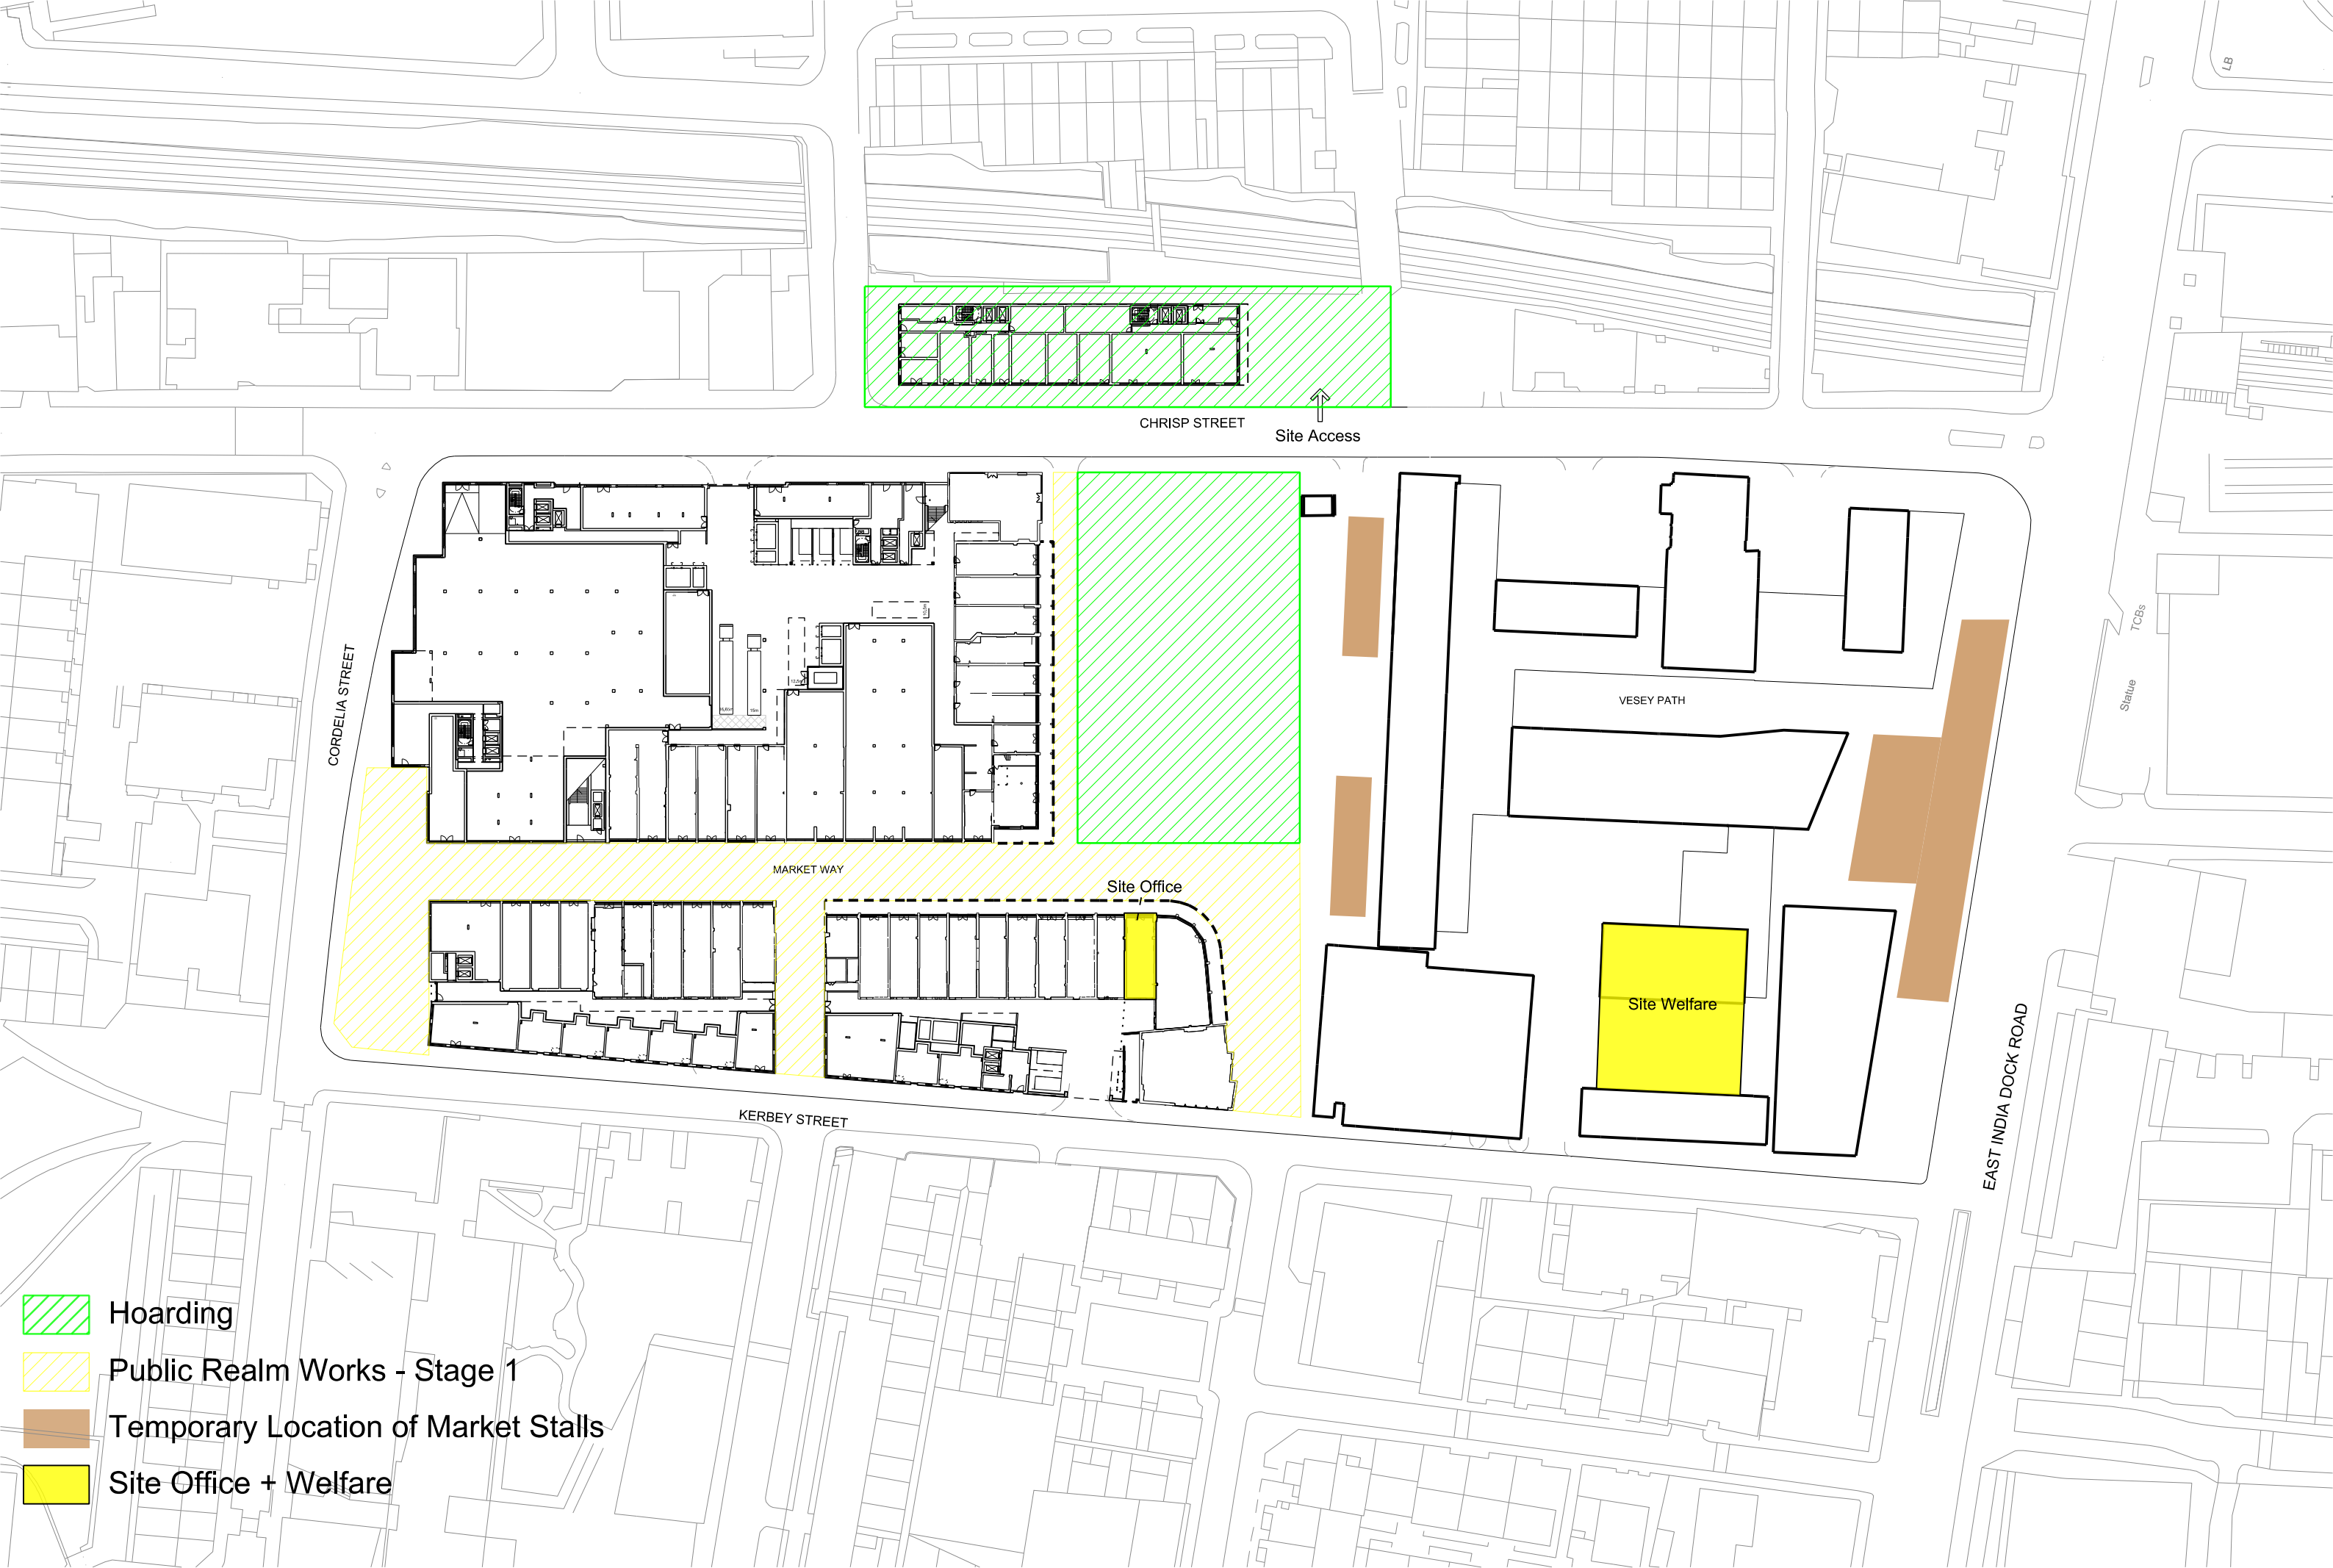 LB
CHRISP STREET
Site Access
TCBs
CORDELIA STREET
Statue
VESEY PATH
MARKET WAY
Site Office
Site Welfare
EAST INDIA DOCK ROAD
KERBEY STREET
Hoarding
Public Realm Works - Stage 1
Temporary Location of Market Stalls
Site Office + Welfare